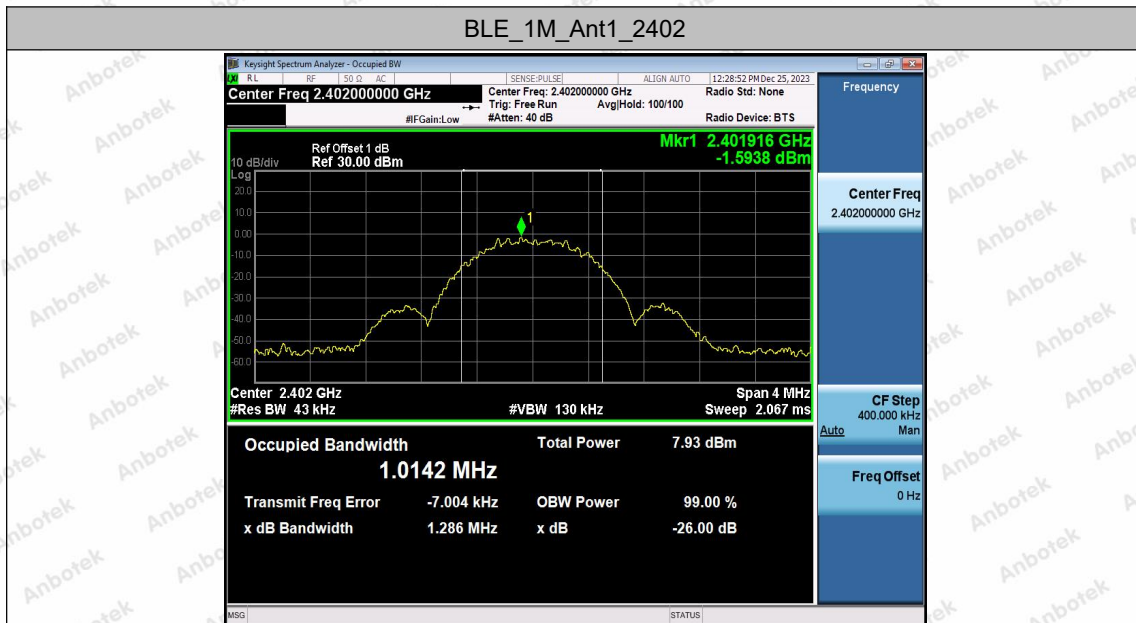 BLE_1M_Ant1_2402
Keysight Spectrum Analyzer - Occupied BW
LXI RL RF 50 Ω AC SENSE:PULSE ALIGN AUTO 12:28:52 PM Dec 25, 2023
Center Freq 2.402000000 GHz
Center Freq: 2.402000000 GHz Radio Std: None
Trig: Free Run Avg|Hold: 100/100
#IFGain:Low #Atten: 40 dB Radio Device: BTS
Frequency
Mkr1 2.401916 GHz
-1.5938 dBm
Ref Offset 1 dB
10 dB/div Ref 30.00 dBm
Log
20.0
10.0
0.00
-10.0
-20.0
-30.0
-40.0
-50.0
-60.0
1
Center 2.402 GHz Span 4 MHz
#Res BW 43 kHz #VBW 130 kHz Sweep 2.067 ms
Center Freq
2.402000000 GHz
CF Step
400.000 kHz
Auto Man
Freq Offset
0 Hz
Occupied Bandwidth Total Power 7.93 dBm
1.0142 MHz
Transmit Freq Error -7.004 kHz OBW Power 99.00 %
x dB Bandwidth 1.286 MHz x dB -26.00 dB
MSG STATUS
Anbotek